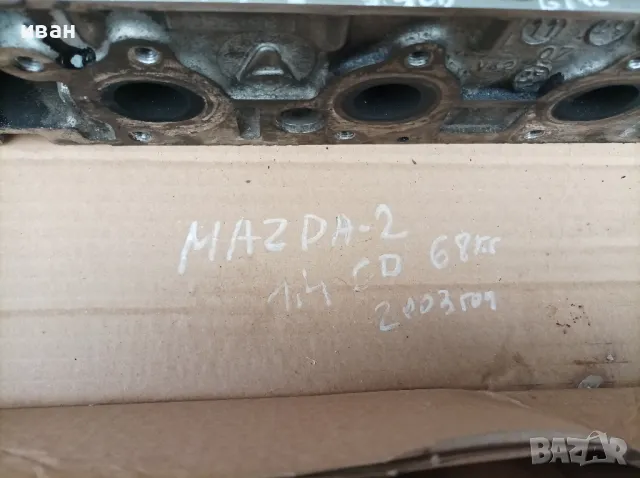 иван
MAZDA-2
1.4 CD 68кс
2003год
BAZAR